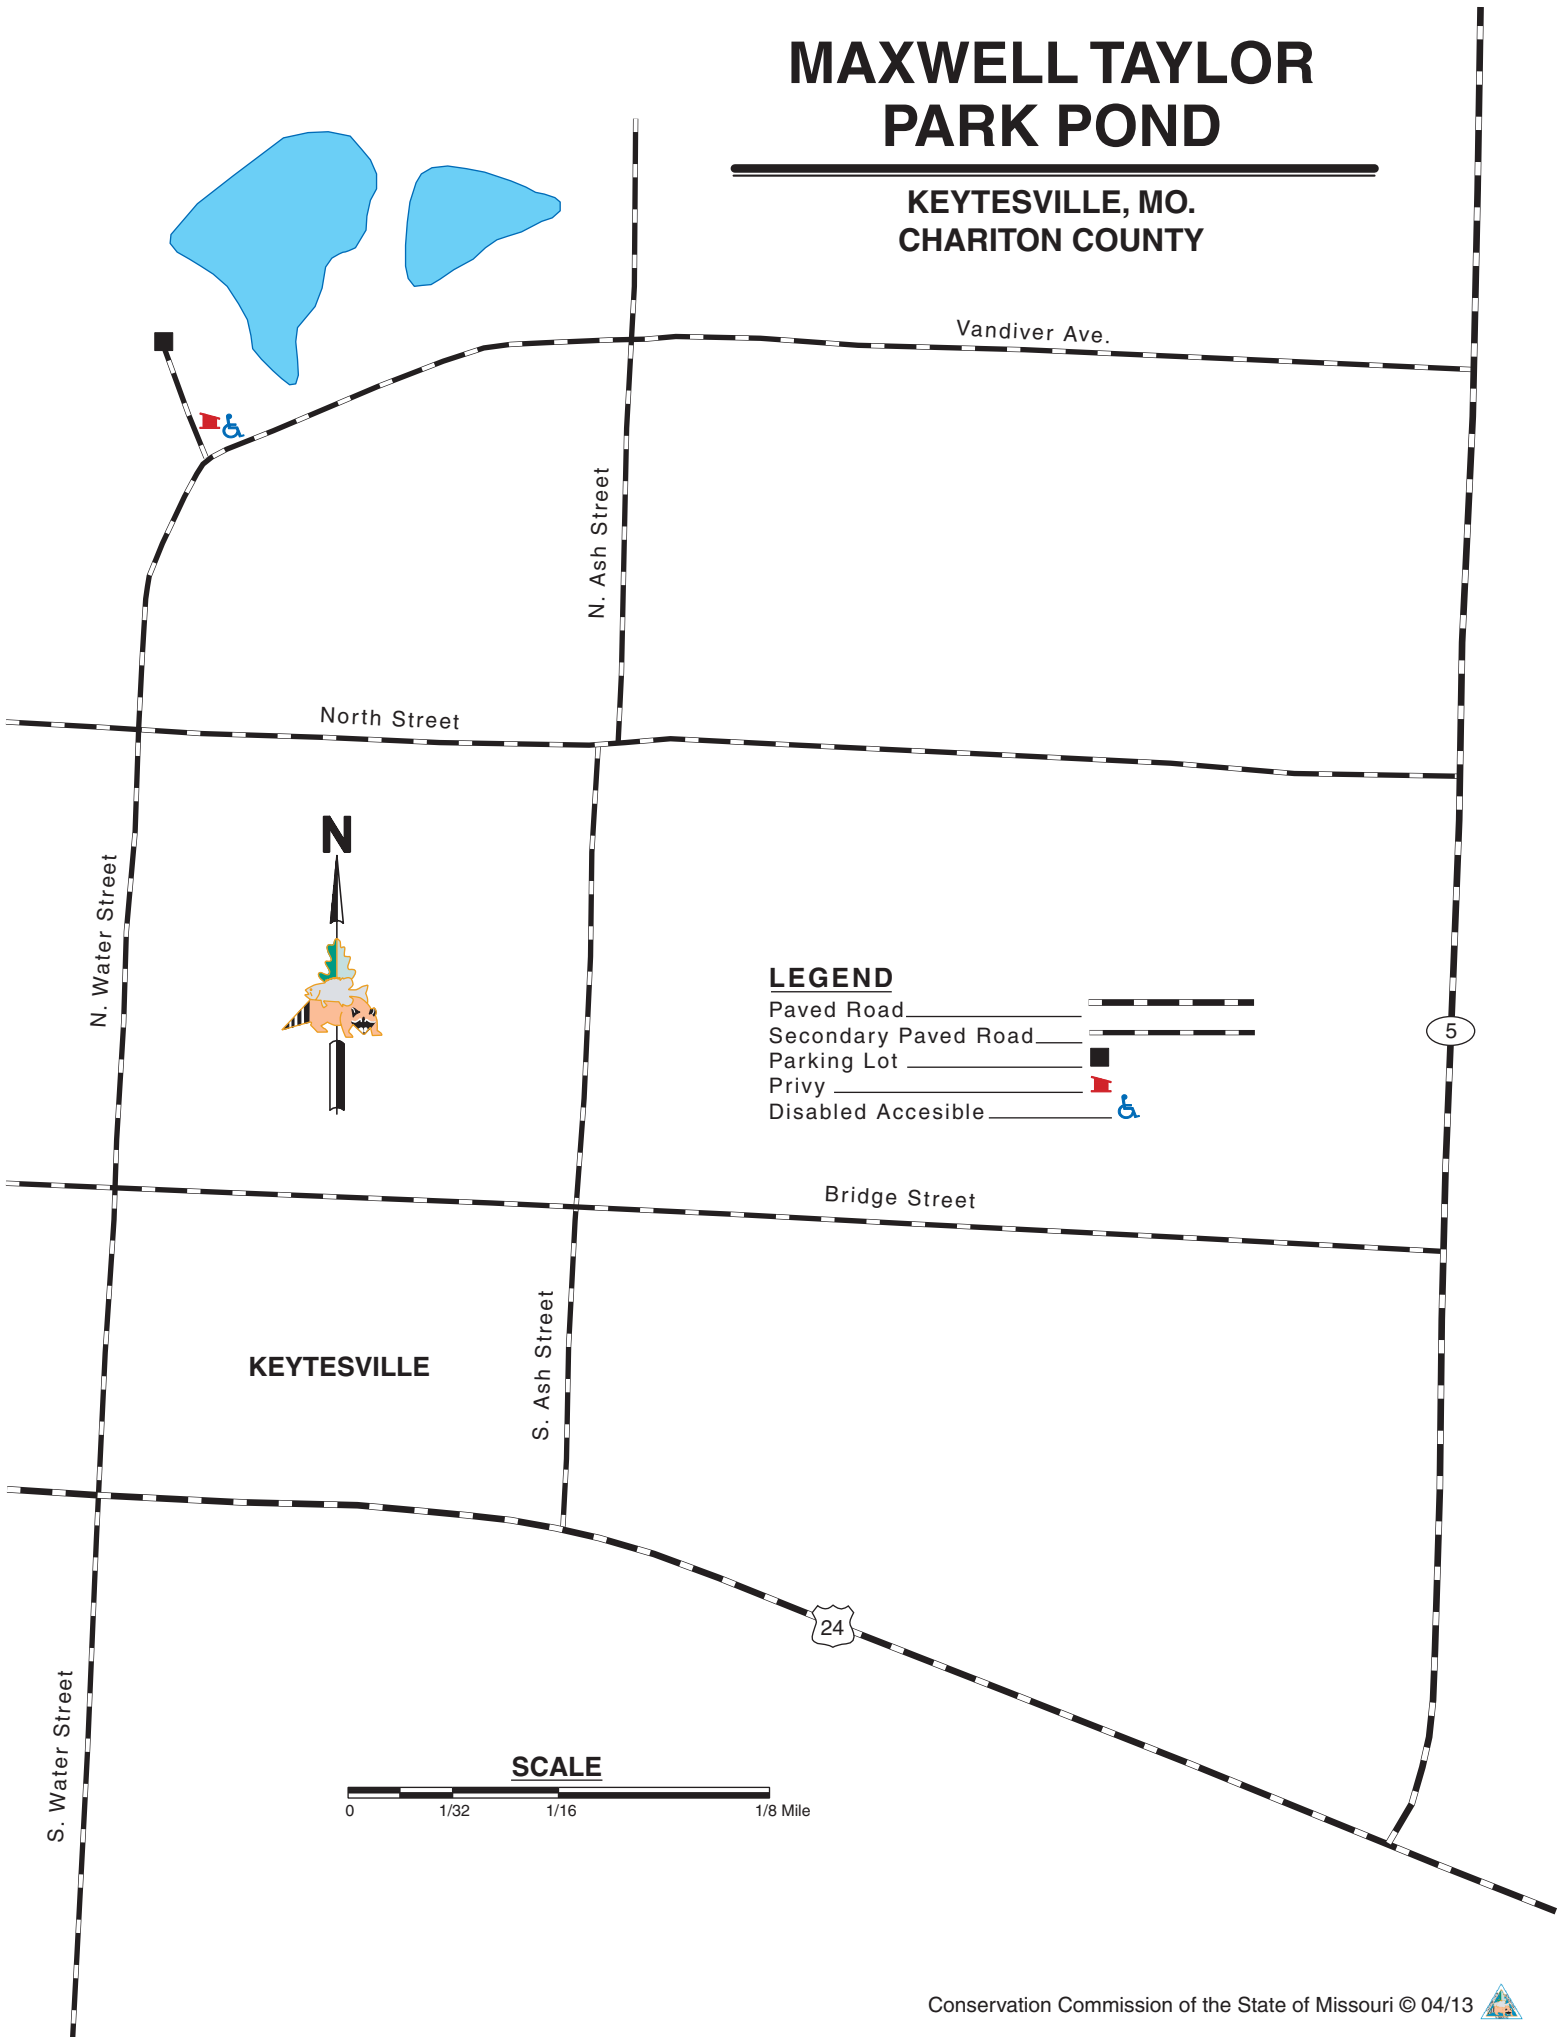 MAXWELL TAYLOR
PARK POND
KEYTESVILLE, MO.
CHARITON COUNTY
Vandiver Ave.
N. Ash Street
North Street
N
N. Water Street
LEGEND
Paved Road
Secondary Paved Road
Parking Lot
Privy
Disabled Accesible
5
Bridge Street
S. Ash Street
KEYTESVILLE
24
S. Water Street
SCALE
0 1/32 1/16 1/8 Mile
Conservation Commission of the State of Missouri © 04/13